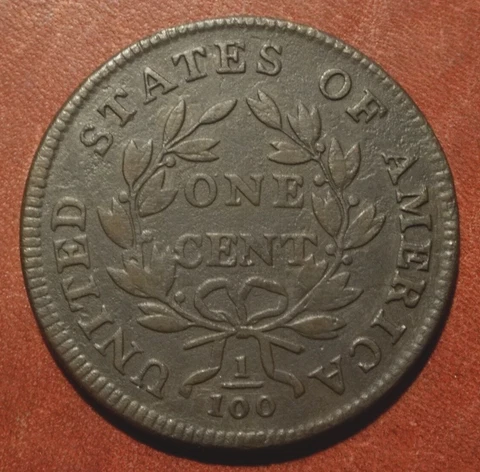 UNITED STATES OF AMERICA
ONE
CENT.
1
100